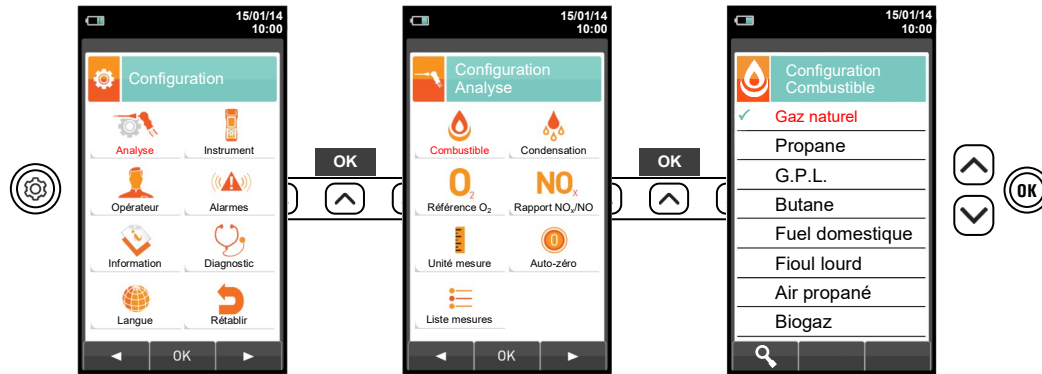 15/01/14
10:00
Configuration
Analyse
Instrument
Opérateur
Alarmes
Information
Diagnostic
Langue
Rétablir
OK
OK
15/01/14
10:00
Configuration
Analyse
Combustible
Condensation
O2
NOx
Référence O2
Rapport NOx/NO
Unité mesure
0
Auto-zéro
Liste mesures
OK
OK
15/01/14
10:00
Configuration
Combustible
Gaz naturel
Propane
G.P.L.
Butane
Fuel domestique
Fioul lourd
Air propané
Biogaz
OK